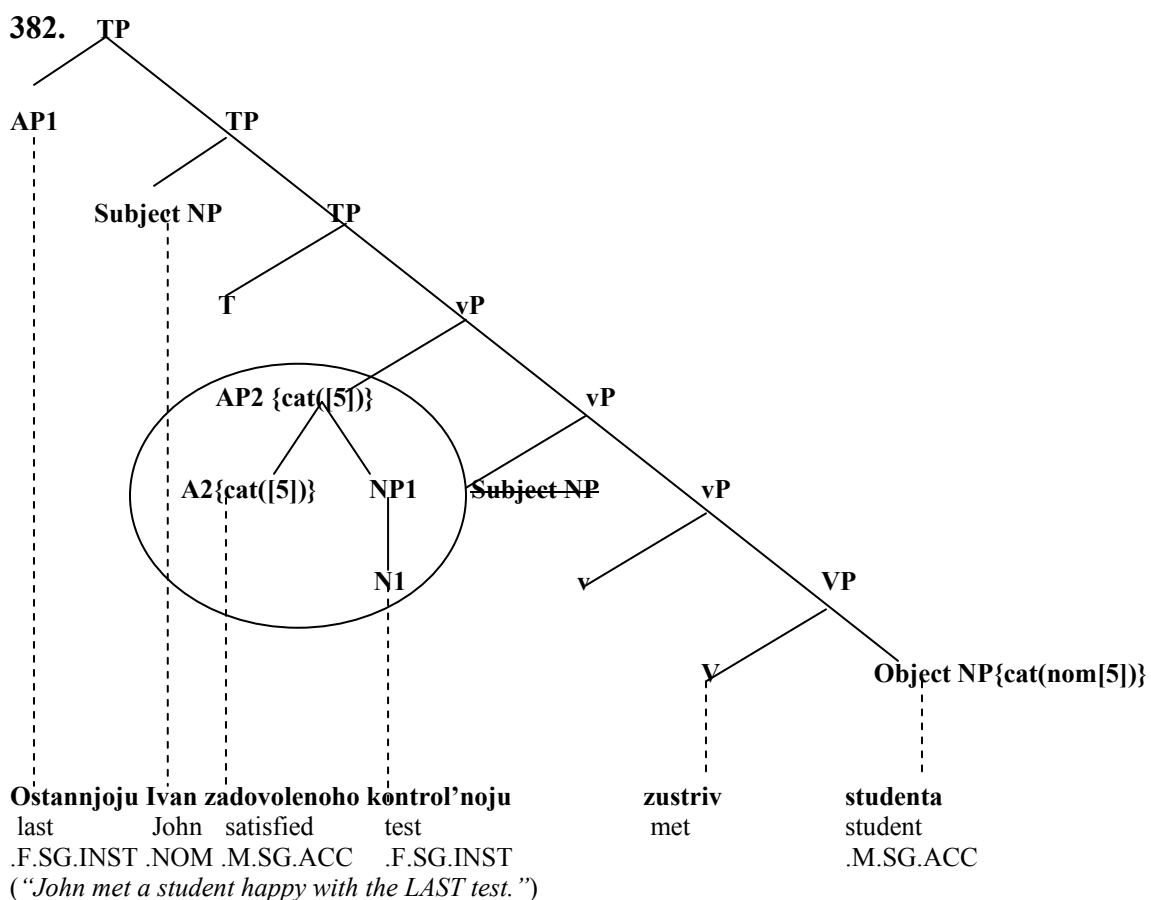 382. TP
AP1 TP
Subject NP TP
T vP
AP2 {cat([5])} vP
A2{cat([5])} NP1 Subject NP vP
N1 v VP
V Object NP{cat(nom[5])}
Ostannjoju Ivan zadovolenoho kontrol’noju zustriv studenta
last John satisfied test met student
.F.SG.INST .NOM .M.SG.ACC .F.SG.INST .M.SG.ACC
(“John met a student happy with the LAST test.”)